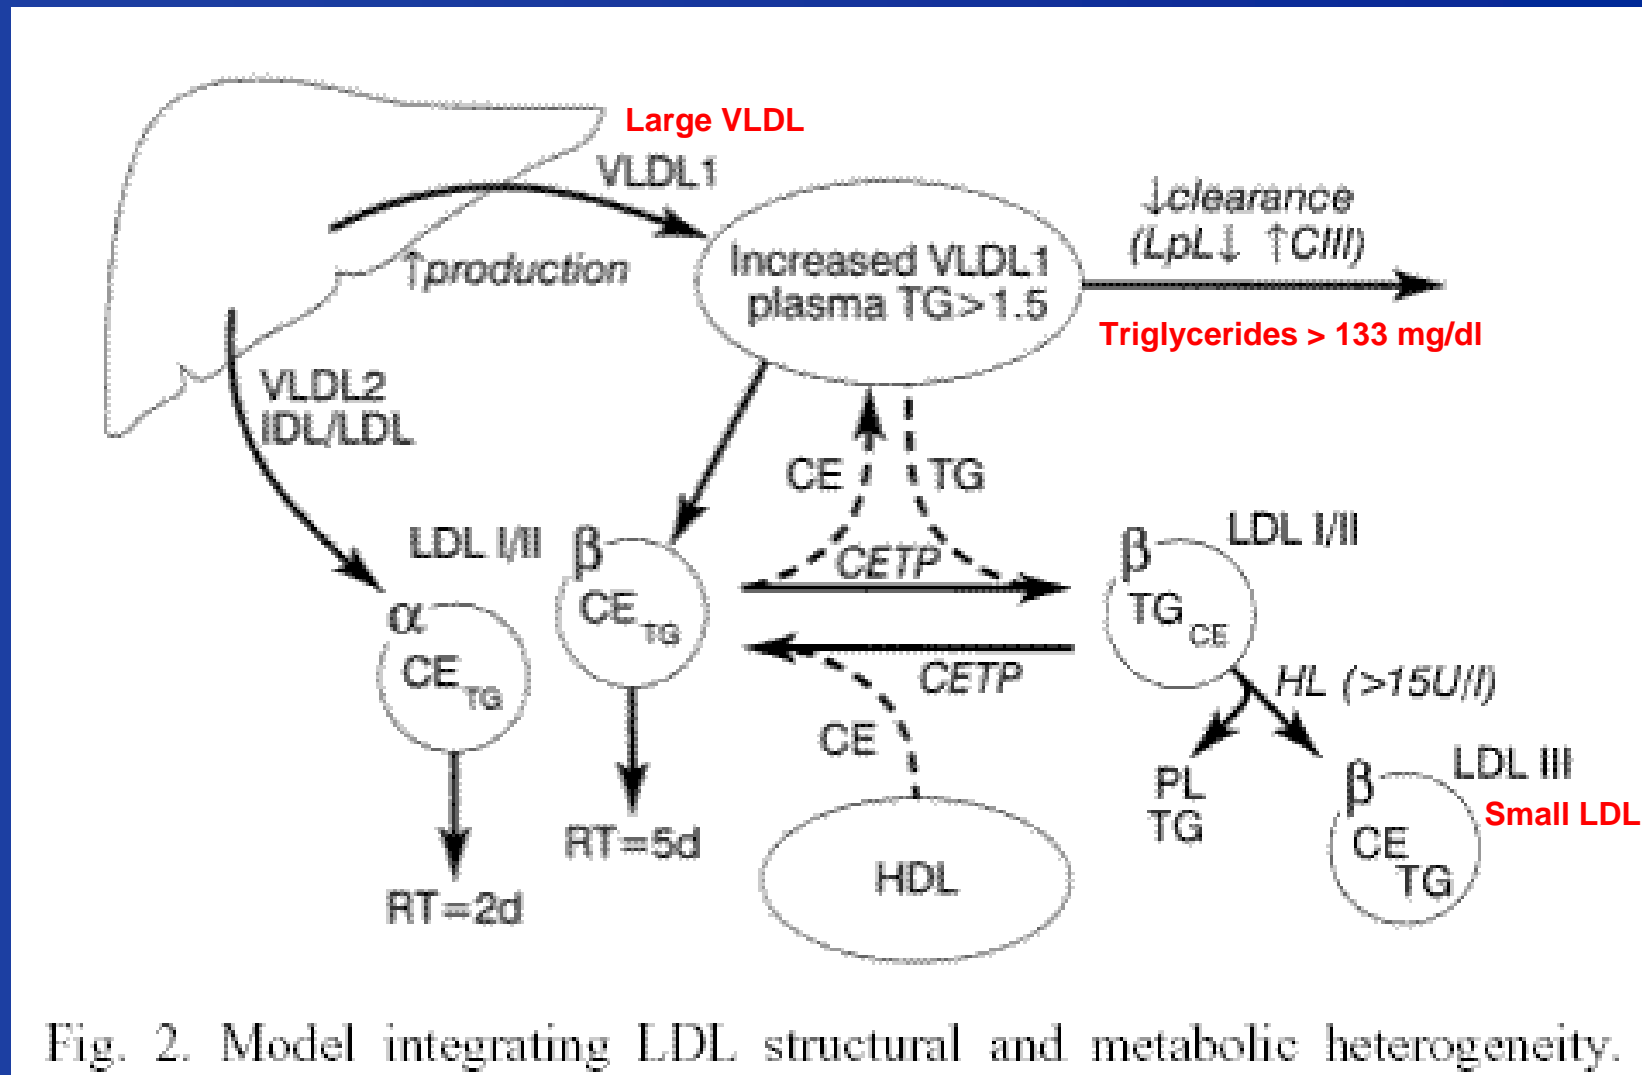 Large VLDL
VLDL1
↑production
Increased VLDL1
plasma TG>1.5
↓clearance
(LpL↓ ↑CIII)
Triglycerides > 133 mg/dl
VLDL2
IDL/LDL
CE
TG
LDL I/II
α
CE TG
RT=2d
β
CE TG
RT=5d
CETP
CETP
CE
HDL
LDL I/II
β
TG CE
HL (>15U/l)
PL
TG
LDL III
Small LDL
β
CE
TG
Fig. 2. Model integrating LDL structural and metabolic heterogeneity.